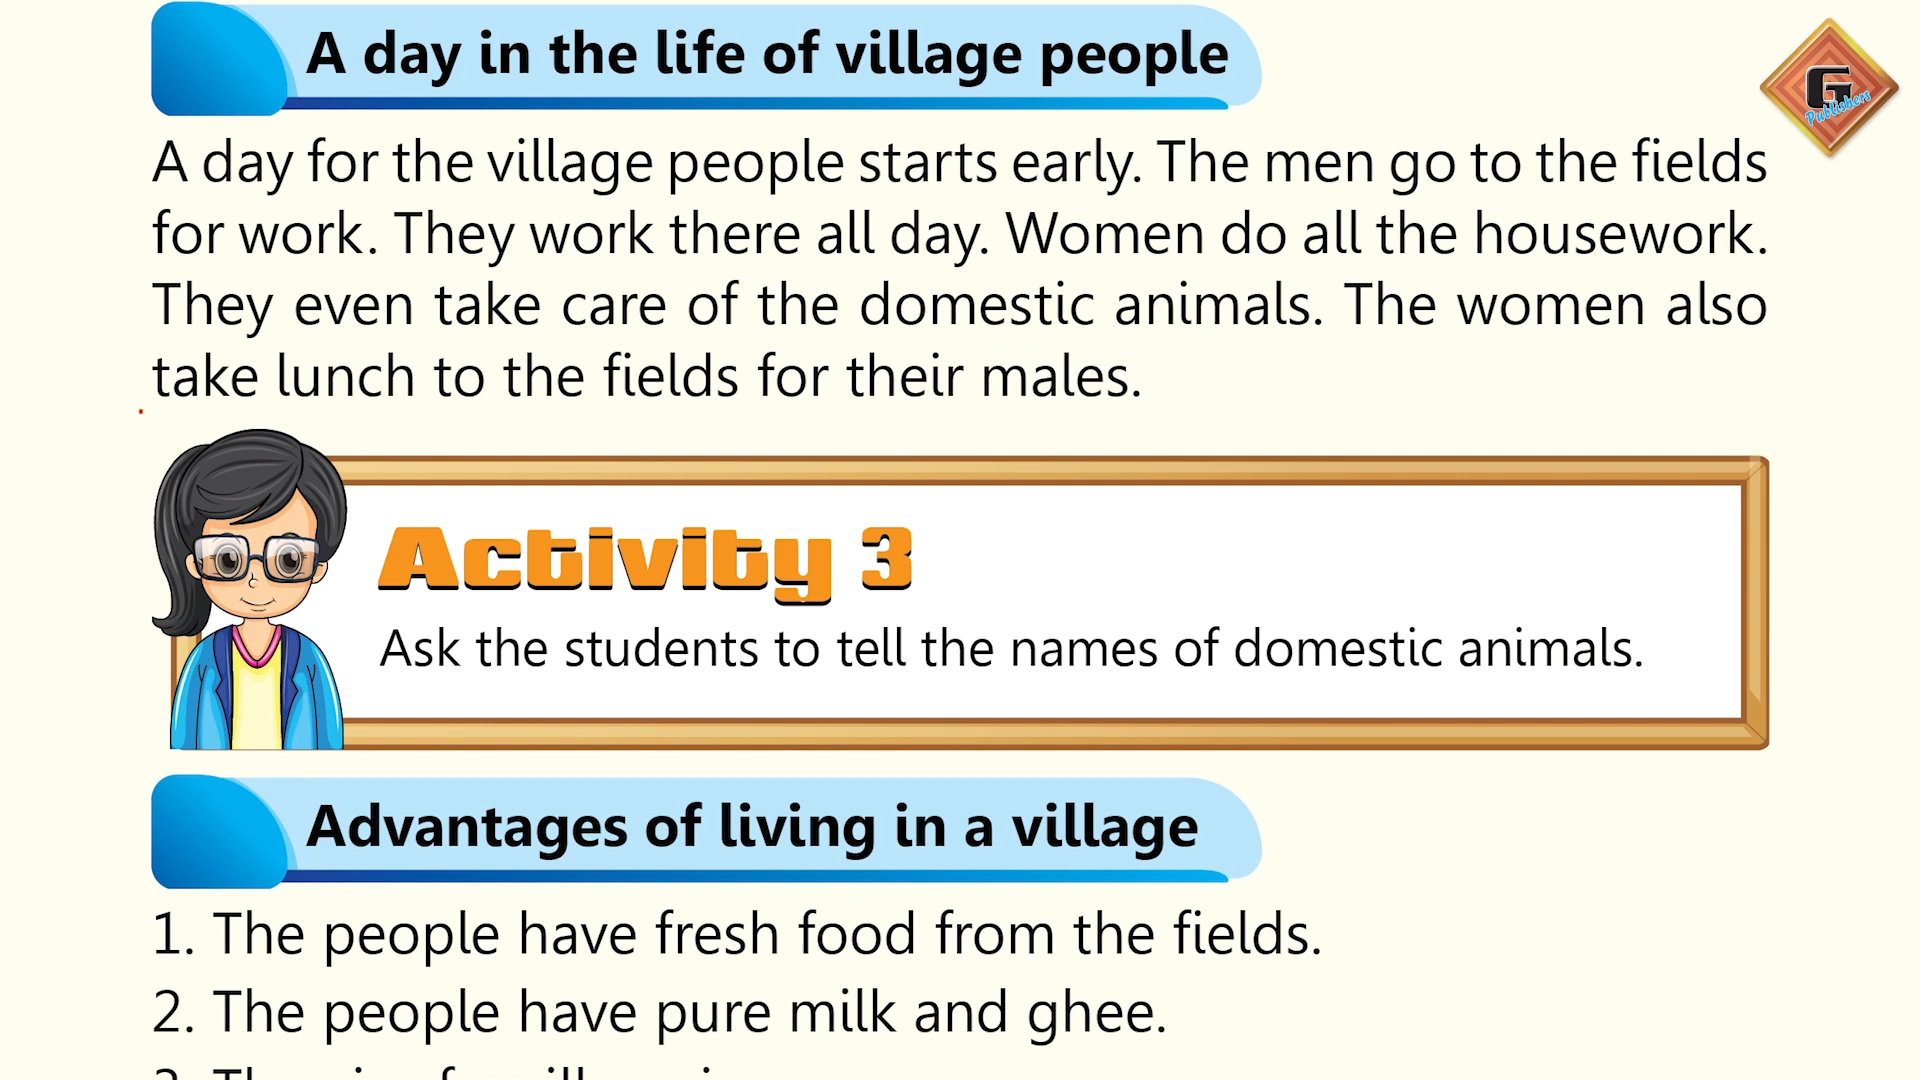 A day in the life of village people
G
Publishers
A day for the village people starts early. The men go to the fields
for work. They work there all day. Women do all the housework.
They even take care of the domestic animals. The women also
take lunch to the fields for their males.
Activity 3
Ask the students to tell the names of domestic animals.
Advantages of living in a village
1. The people have fresh food from the fields.
2. The people have pure milk and ghee.